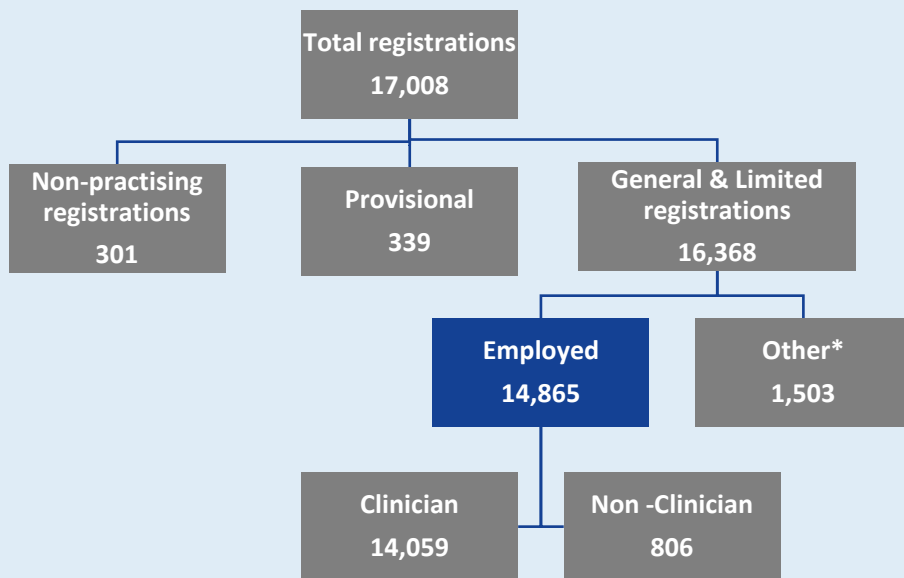 Total registrations
17,008
Non-practising
registrations
301
Provisional
339
General & Limited
registrations
16,368
Employed
14,865
Other*
1,503
Clinician
14,059
Non -Clinician
806